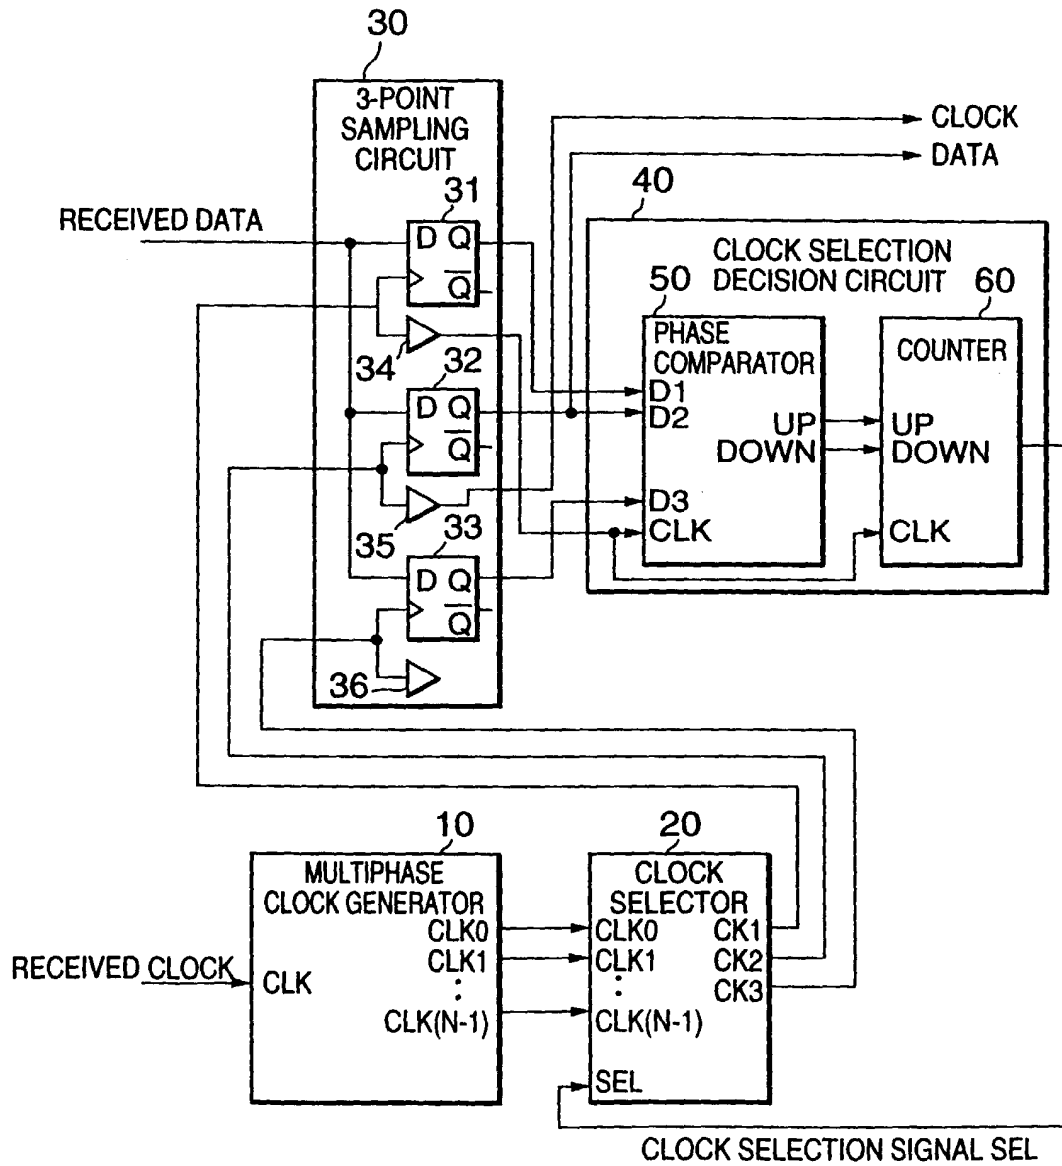 30
3-POINT
SAMPLING
CIRCUIT
CLOCK
DATA
RECEIVED DATA
31
D Q
Q
34
32
D Q
Q
35
33
D Q
Q
36
40
CLOCK SELECTION
DECISION CIRCUIT
50
PHASE
COMPARATOR
D1
D2
D3
CLK
UP
DOWN
60
COUNTER
UP
DOWN
CLK
10
MULTIPHASE
CLOCK GENERATOR
RECEIVED CLOCK
CLK
CLK0
CLK1
⋮
CLK(N-1)
20
CLOCK
SELECTOR
CLK0
CLK1
⋮
CLK(N-1)
SEL
CK1
CK2
CK3
CLOCK SELECTION SIGNAL SEL